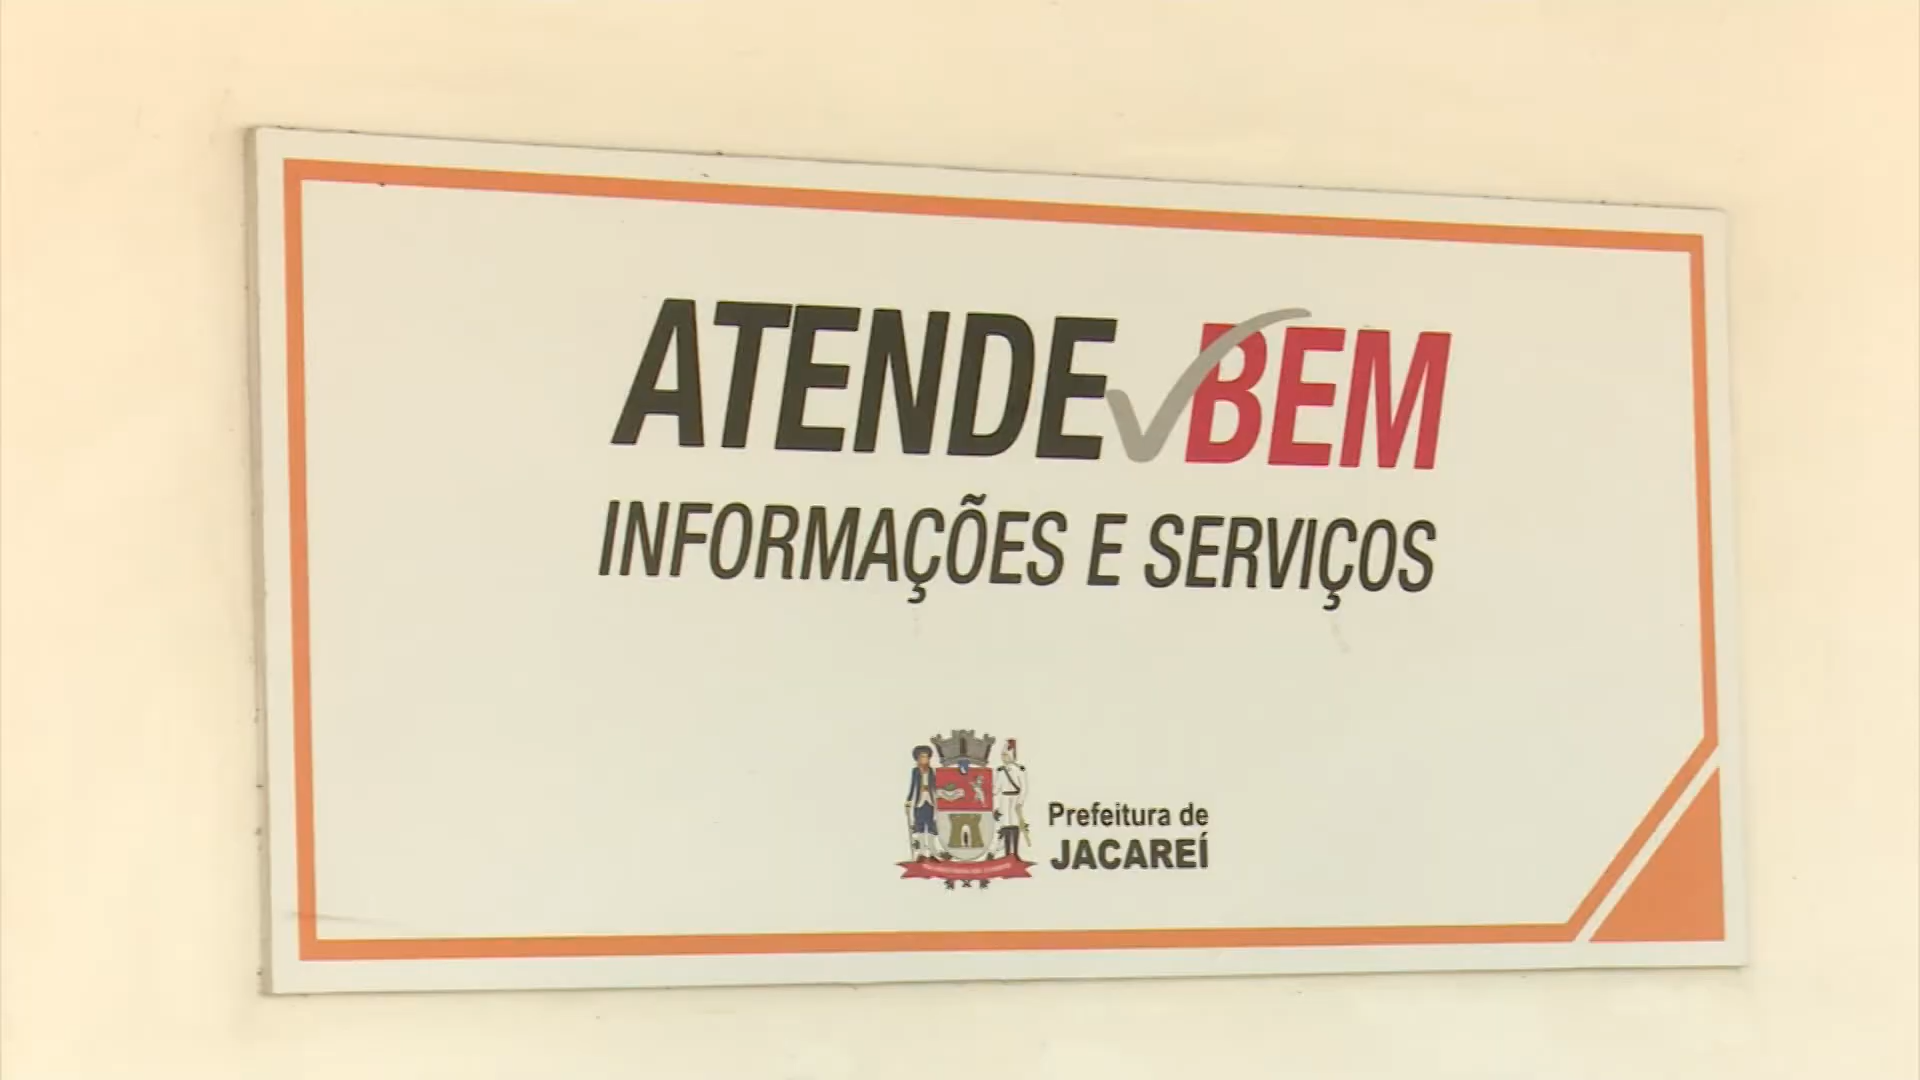 ATENDE BEM
INFORMAÇÕES E SERVIÇOS
Prefeitura de
JACAREÍ